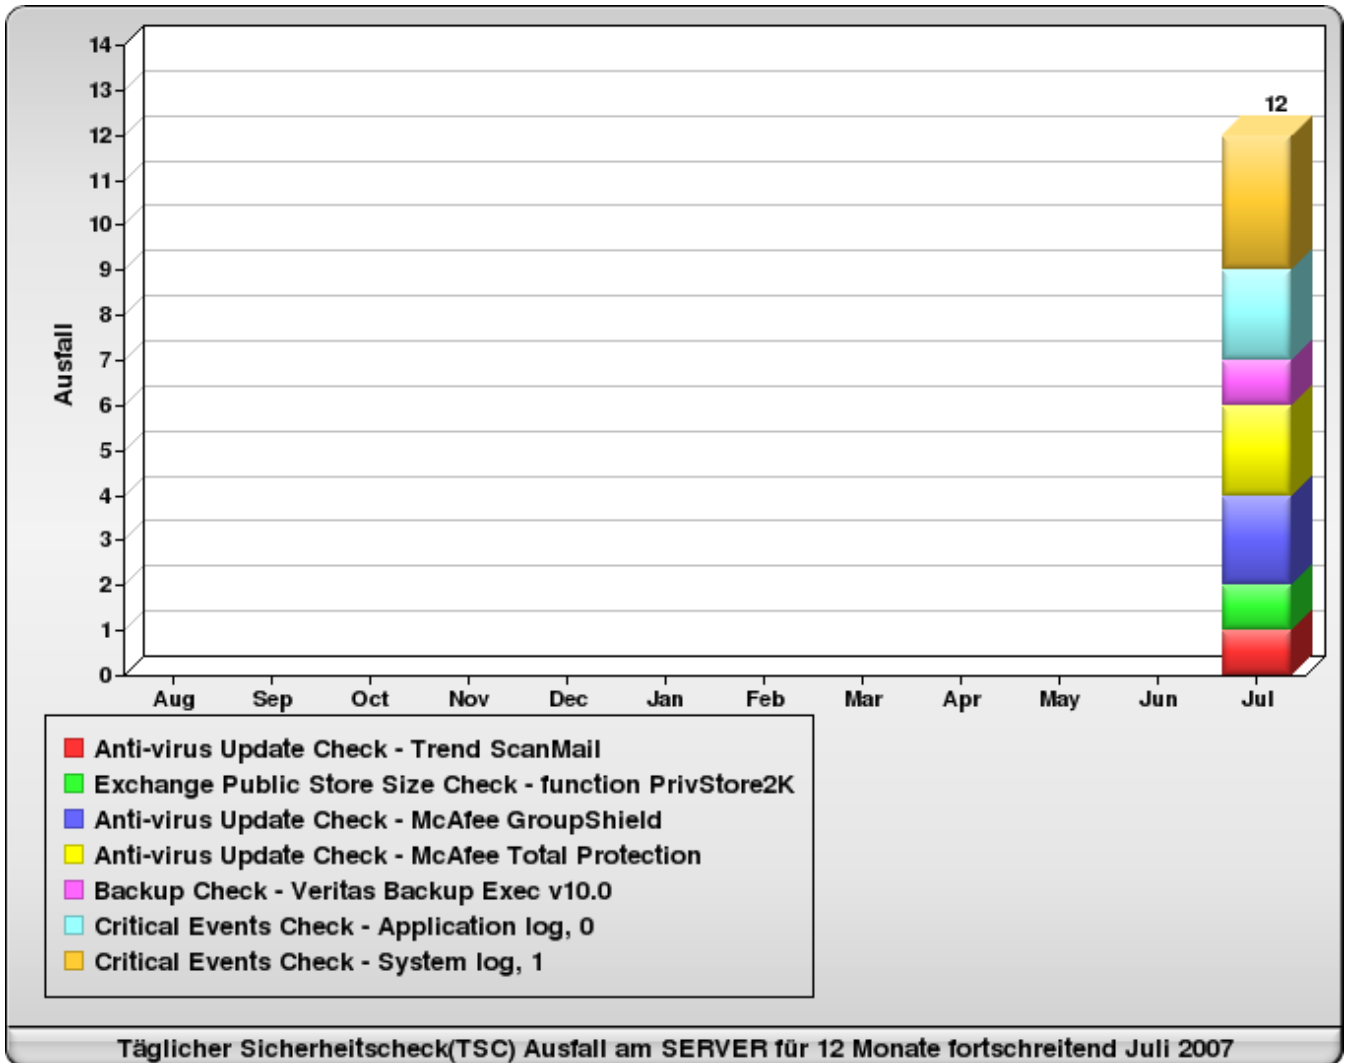 14
13
12
11
10
9
8
7
6
5
4
3
2
1
0
Ausfall
12
Aug Sep Oct Nov Dec Jan Feb Mar Apr May Jun Jul
Anti-virus Update Check - Trend ScanMail
Exchange Public Store Size Check - function PrivStore2K
Anti-virus Update Check - McAfee GroupShield
Anti-virus Update Check - McAfee Total Protection
Backup Check - Veritas Backup Exec v10.0
Critical Events Check - Application log, 0
Critical Events Check - System log, 1
Täglicher Sicherheitscheck(TSC) Ausfall am SERVER für 12 Monate fortschreitend Juli 2007